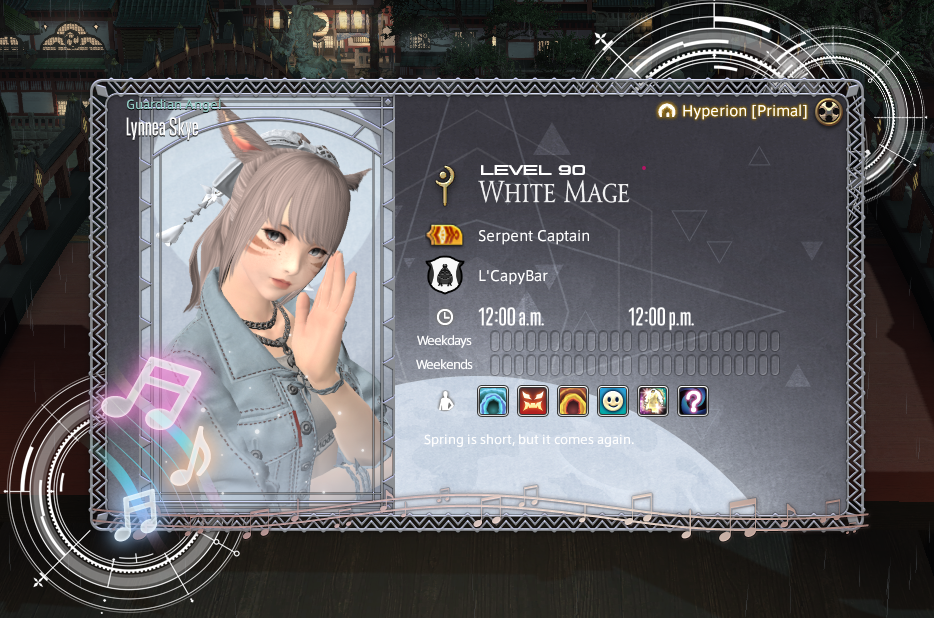 Guardian Angel
Lynnea Skye
Hyperion [Primal]
LEVEL 90
WHITE MAGE
Serpent Captain
L'CapyBar
12:00 a.m. 12:00 p.m.
Weekdays
Weekends
Spring is short, but it comes again.